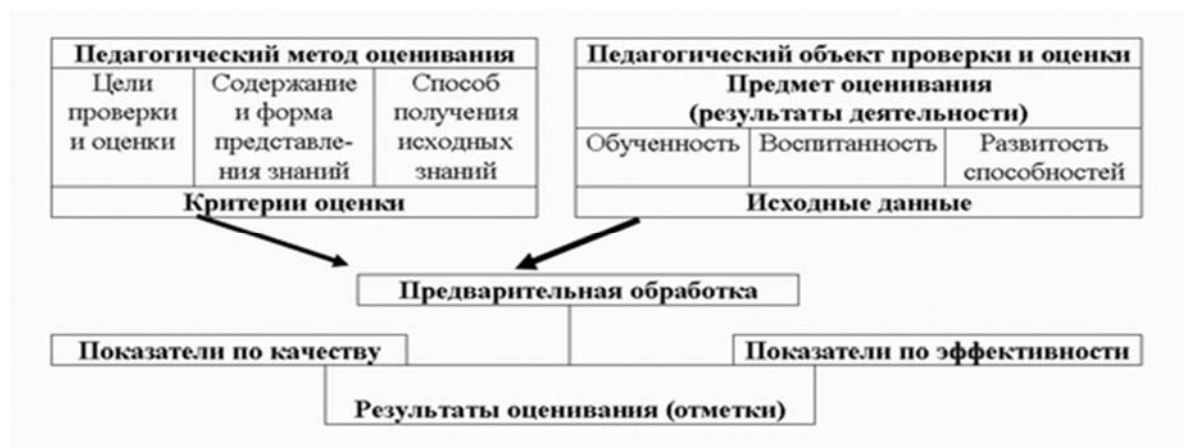 Педагогический метод оценивания
Цели
проверки
и оценки
Содержание
и форма
представле-
ния знаний
Способ
получения
исходных
знаний
Критерии оценки
Педагогический объект проверки и оценки
Предмет оценивания
(результаты деятельности)
Обученность
Воспитанность
Развитость
способностей
Исходные данные
Предварительная обработка
Показатели по качеству
Показатели по эффективности
Результаты оценивания (отметки)